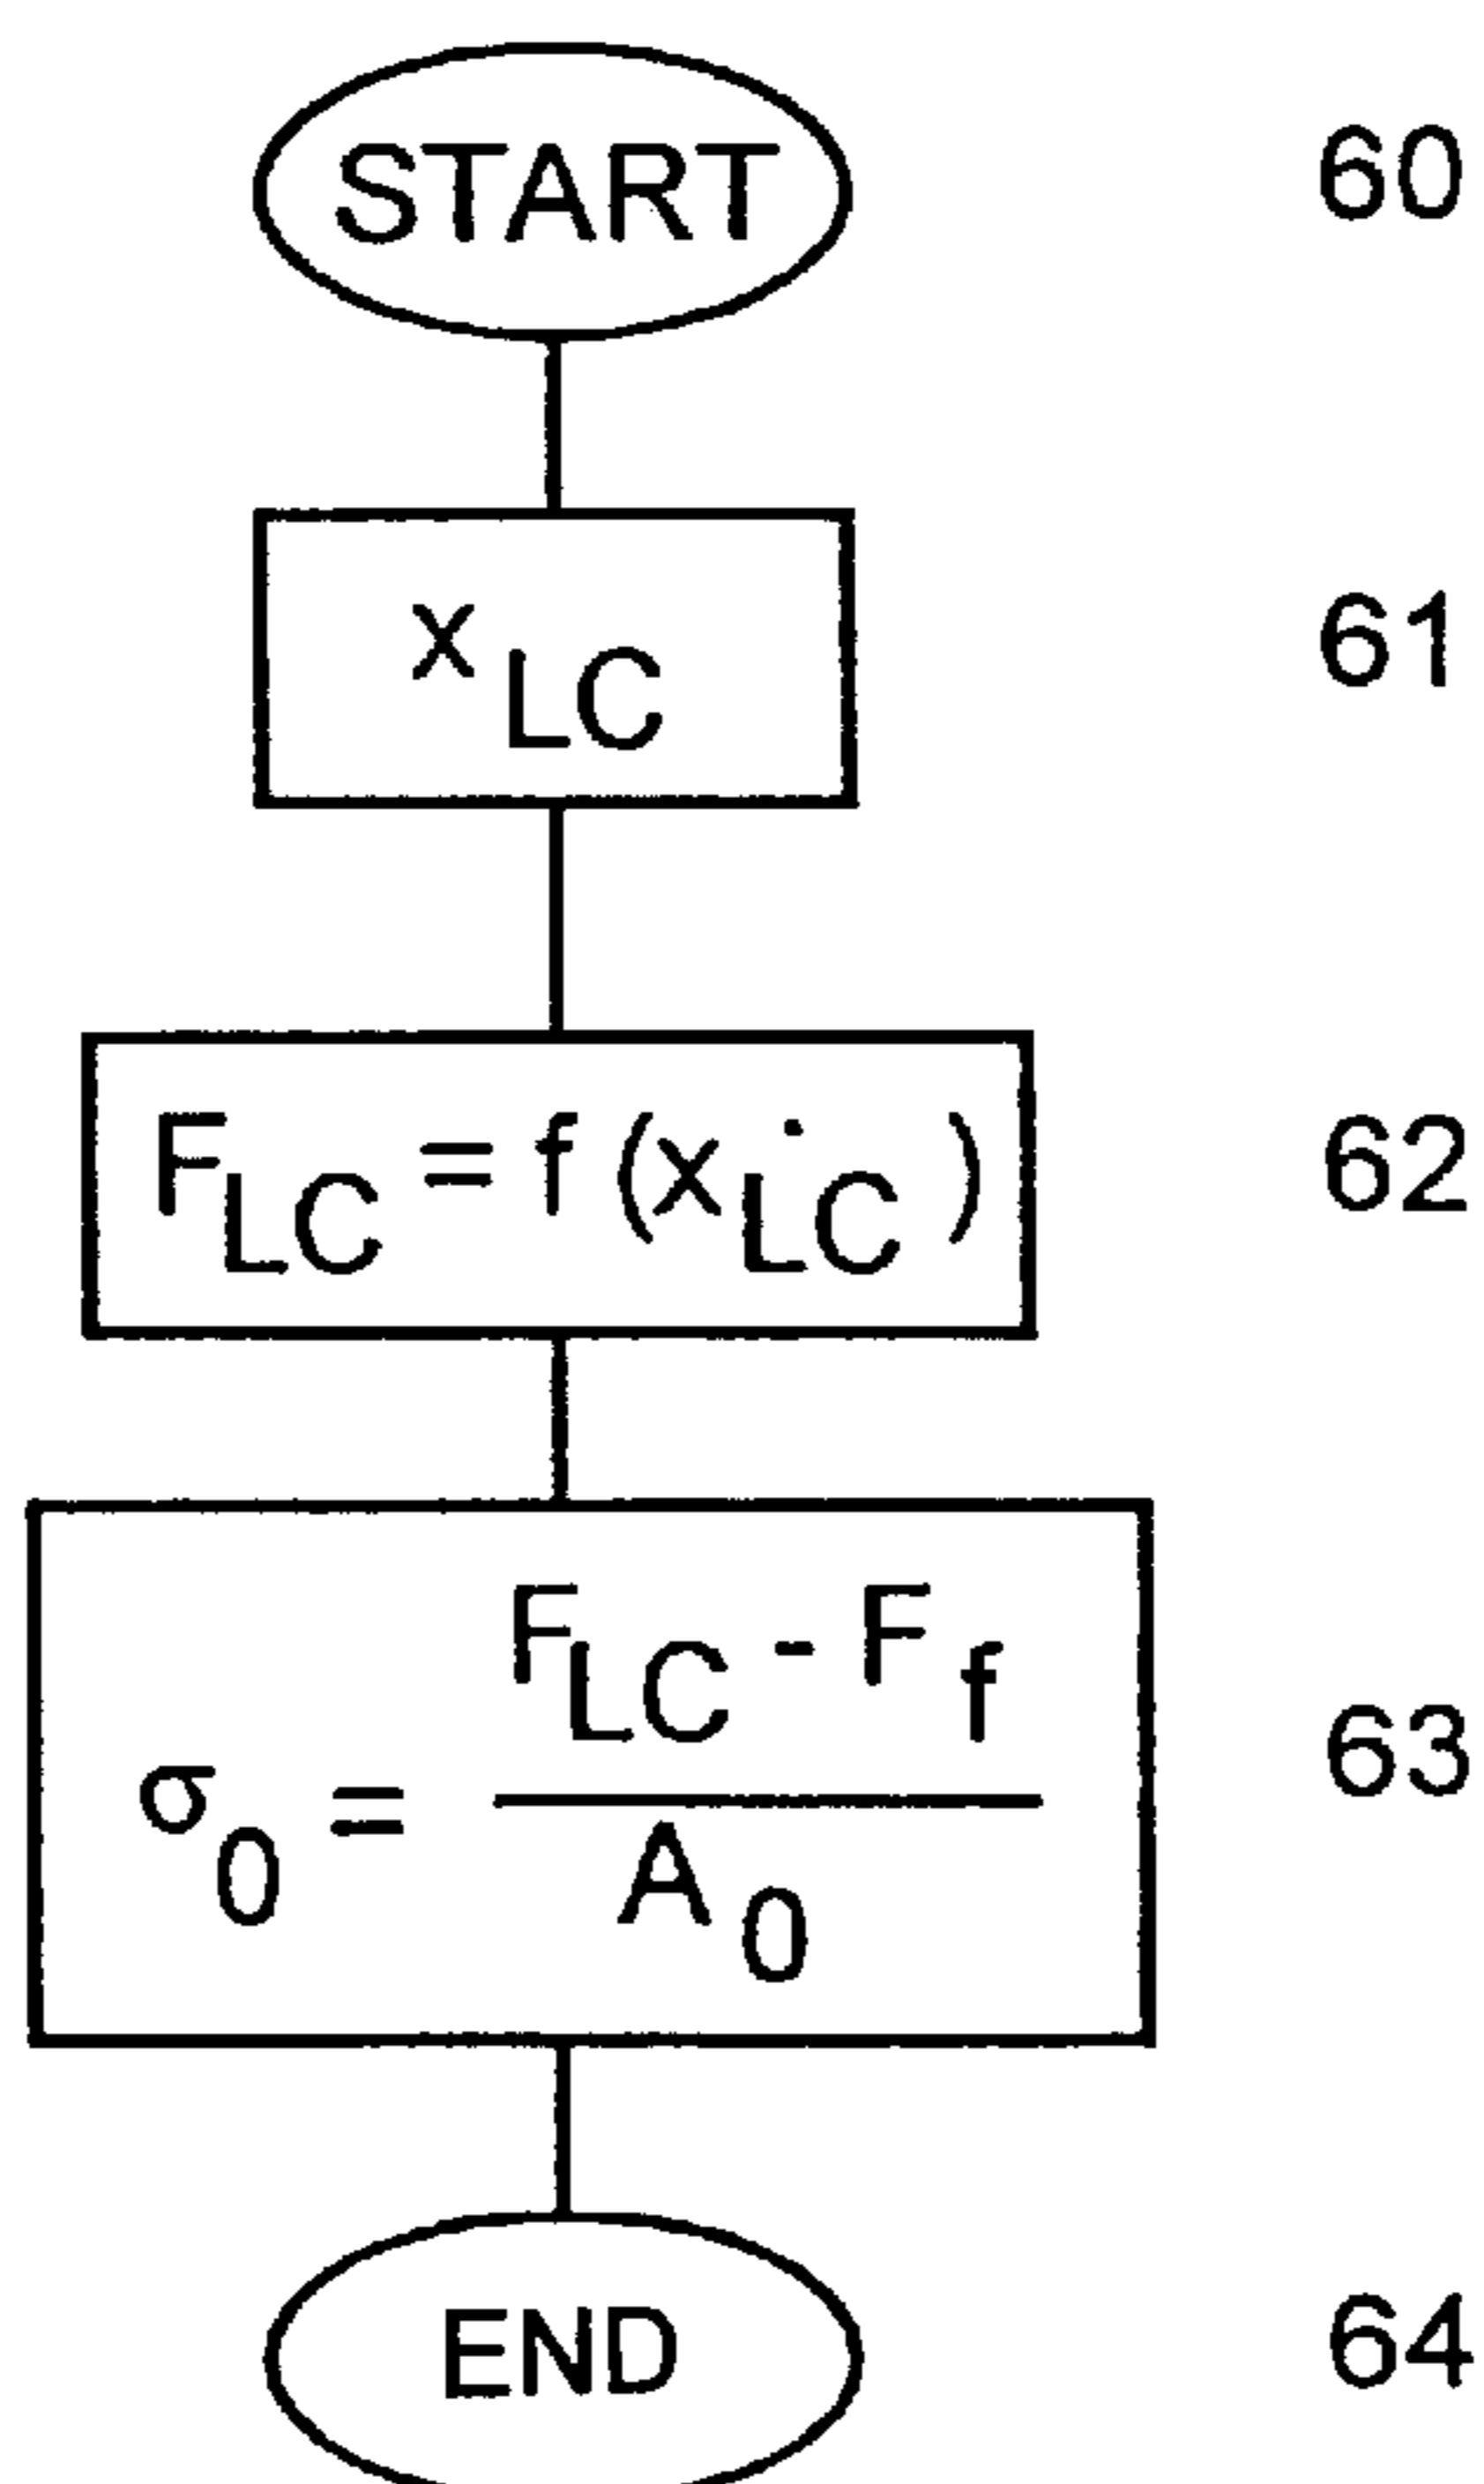 START 60
x_LC 61
F_LC = f (x_LC) 62
σ_0 = (F_LC - F_f) / A_0 63
END 64